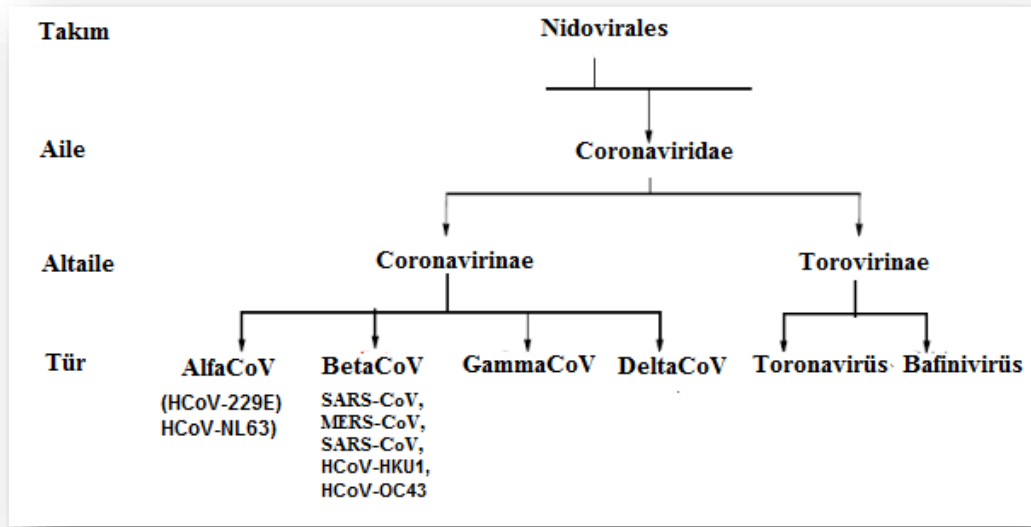 Takım
Nidovirales
Aile
Coronaviridae
Altaile
Coronavirinae
Torovirinae
Tür
AlfaCoV
BetaCoV
GammaCoV
DeltaCoV
Toronavirüs
Bafinivirüs
(HCoV-229E)
HCoV-NL63)
SARS-CoV,
MERS-CoV,
SARS-CoV,
HCoV-HKU1,
HCoV-OC43